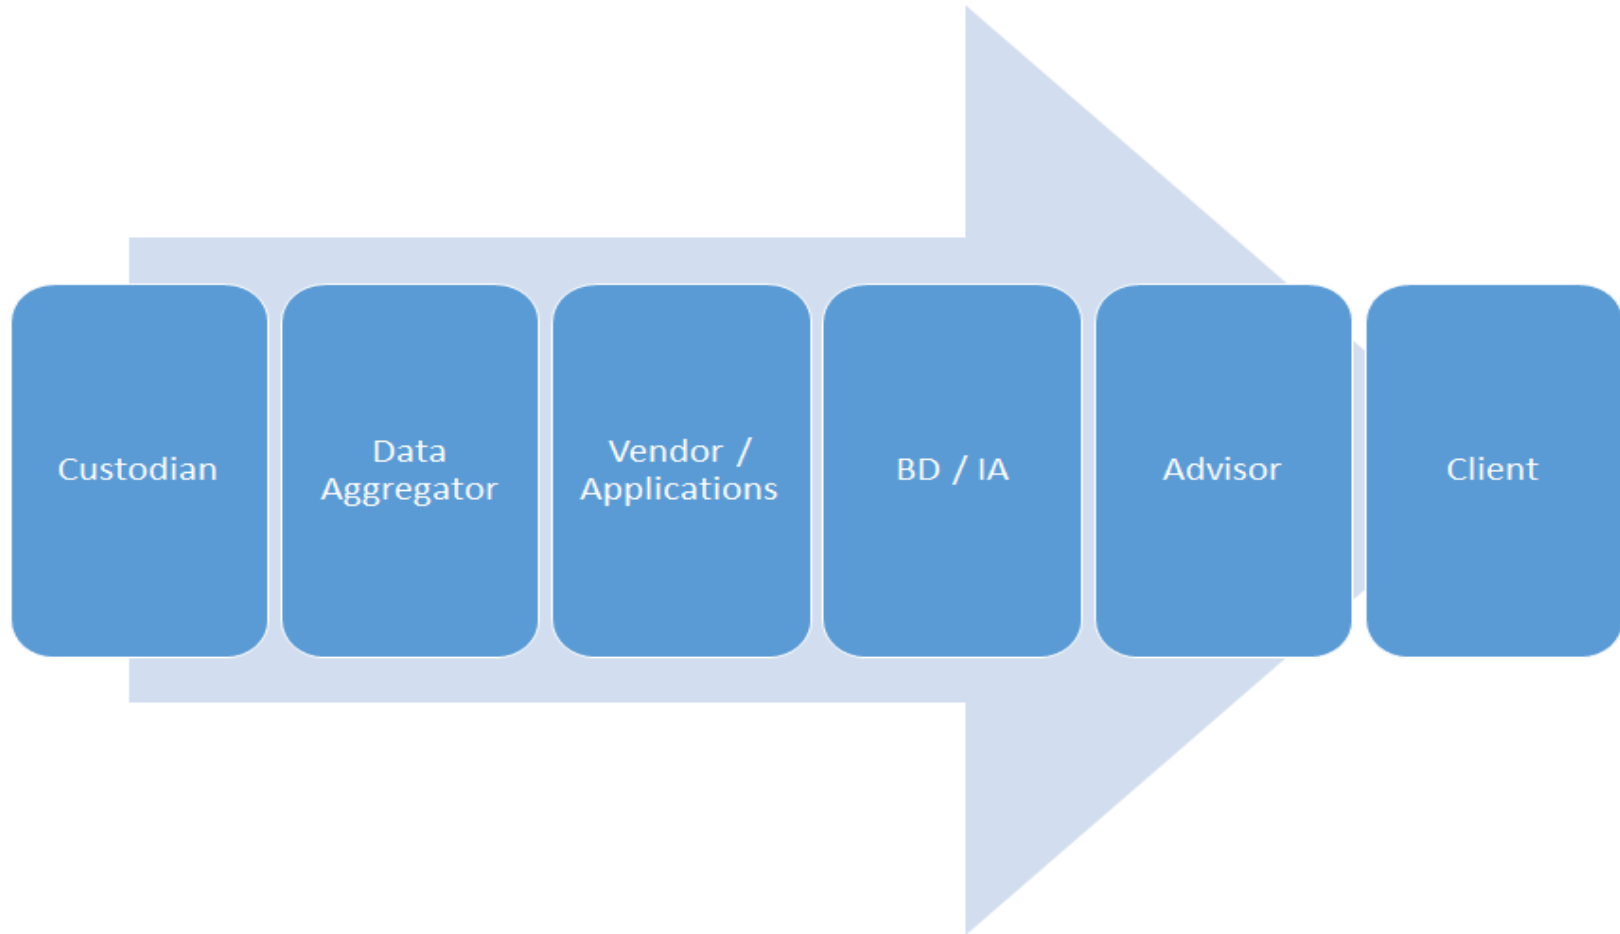 Custodian
Data
Aggregator
Vendor /
Applications
BD / IA
Advisor
Client